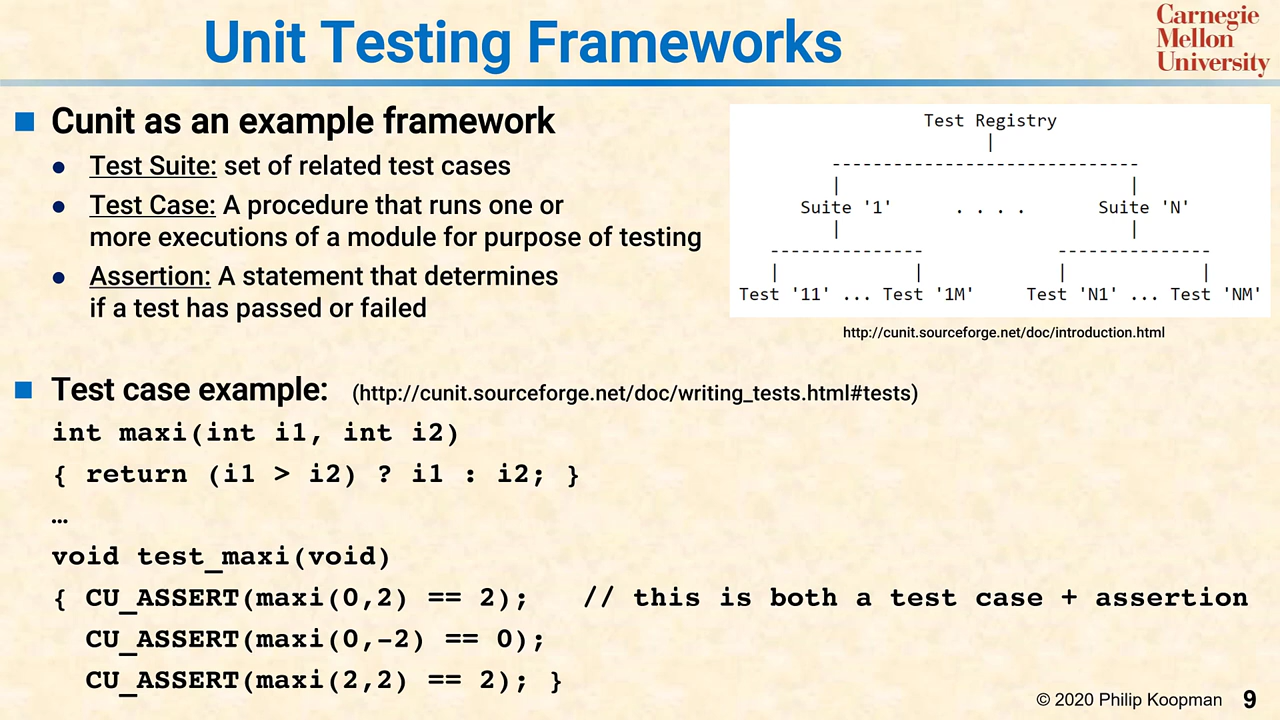 Unit Testing Frameworks
Carnegie
Mellon
University
Cunit as an example framework
Test Suite: set of related test cases
Test Case: A procedure that runs one or
more executions of a module for purpose of testing
Assertion: A statement that determines
if a test has passed or failed
Test Registry
|
------------------------------
| |
Suite '1' . . . . Suite 'N'
| |
--------------- ---------------
| | | |
Test '11' ... Test '1M' Test 'N1' ... Test 'NM'
http://cunit.sourceforge.net/doc/introduction.html
Test case example: (http://cunit.sourceforge.net/doc/writing_tests.html#tests)
int maxi(int i1, int i2)
{ return (i1 > i2) ? i1 : i2; }
…
void test_maxi(void)
{ CU_ASSERT(maxi(0,2) == 2); // this is both a test case + assertion
CU_ASSERT(maxi(0,-2) == 0);
CU_ASSERT(maxi(2,2) == 2); }
© 2020 Philip Koopman 9